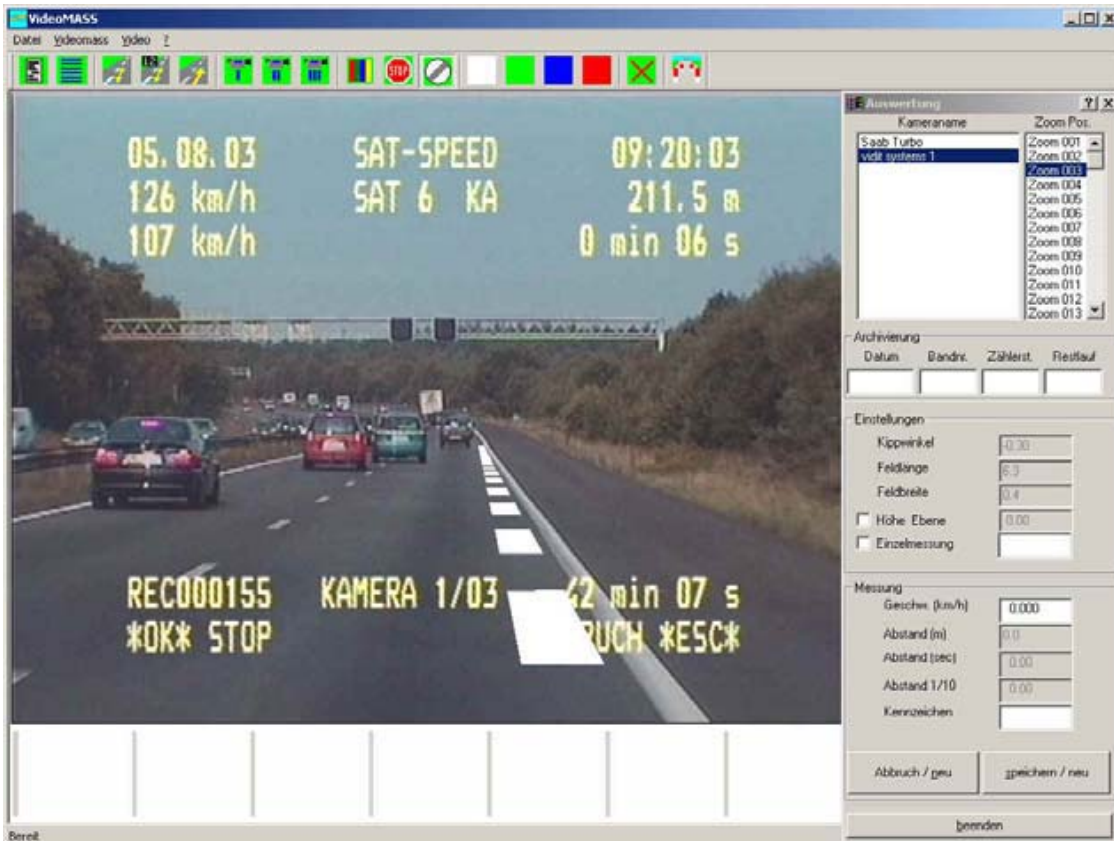 VideoMASS
Datei Videomass Video ?
STOP
05.08.03 SAT-SPEED 09:20:03
126 km/h SAT 6 KA 211.5 m
107 km/h 0 min 06 s
REC000155 KAMERA 1/03 42 min 07 s
*OK* STOP RUCH *ESC*
Auswertung
Kameraname Zoom Pos.
Saab Turbo
vidit systems 1
Zoom 001
Zoom 002
Zoom 003
Zoom 004
Zoom 005
Zoom 006
Zoom 007
Zoom 008
Zoom 009
Zoom 010
Zoom 011
Zoom 012
Zoom 013
Archivierung
Datum Bandnr. Zählerst. Restlauf
Einstellungen
Kippwinkel -0.30
Feldlänge 6.3
Feldbreite 0.4
Höhe Ebene 0.00
Einzelmessung
Messung
Geschw. (km/h) 0.000
Abstand (m) 0.0
Abstand (sec) 0.00
Abstand 1/10 0.00
Kennzeichen
Abbruch / neu speichern / neu
beenden
Bereit